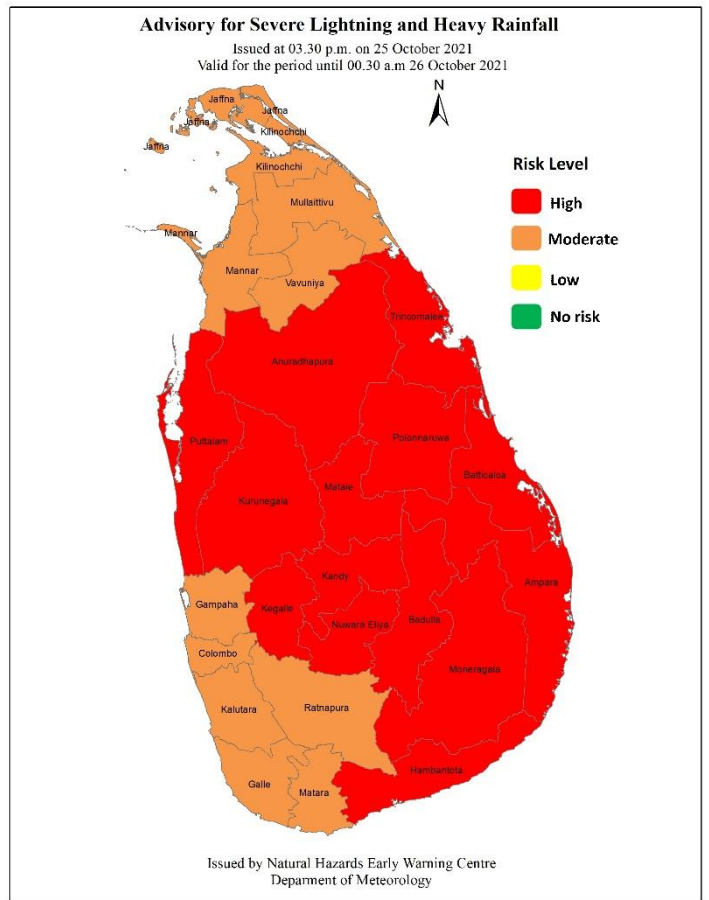 Advisory for Severe Lightning and Heavy Rainfall
Issued at 03.30 p.m. on 25 October 2021
Valid for the period until 00.30 a.m 26 October 2021
N
Jaffna
Jaffna
Jaffna
Kilinochchi
Jaffna
Kilinochchi
Mullaittivu
Mannar
Mannar
Vavuniya
Trincomalee
Anuradhapura
Puttalam
Polonnaruwa
Batticaloa
Matale
Kurunegala
Kandy
Ampara
Gampaha
Kegalle
Nuwara Eliya
Badulla
Colombo
Moneragala
Kalutara
Ratnapura
Hambantota
Galle
Matara
Risk Level
High
Moderate
Low
No risk
Issued by Natural Hazards Early Warning Centre
Deparment of Meteorology